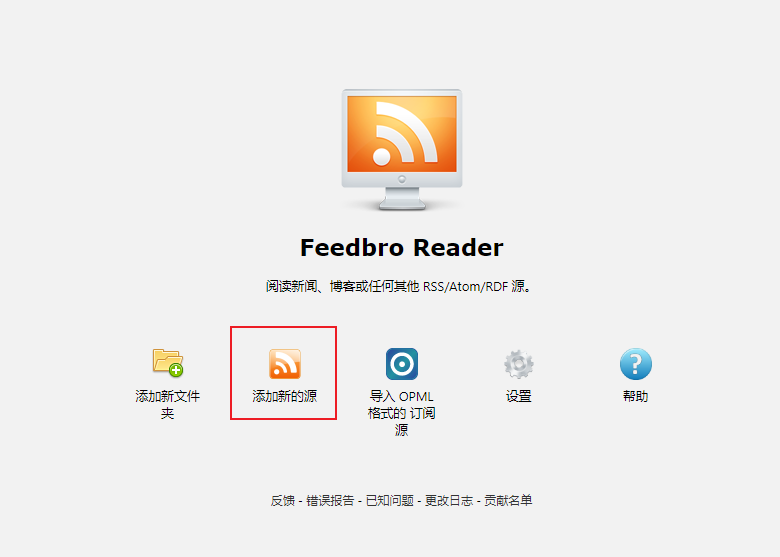 Feedbro Reader
阅读新闻、博客或任何其他 RSS/Atom/RDF 源。
添加新文件
夹
添加新的源
导入 OPML
格式的 订阅
源
设置
帮助
反馈 - 错误报告 - 已知问题 - 更改日志 - 贡献名单